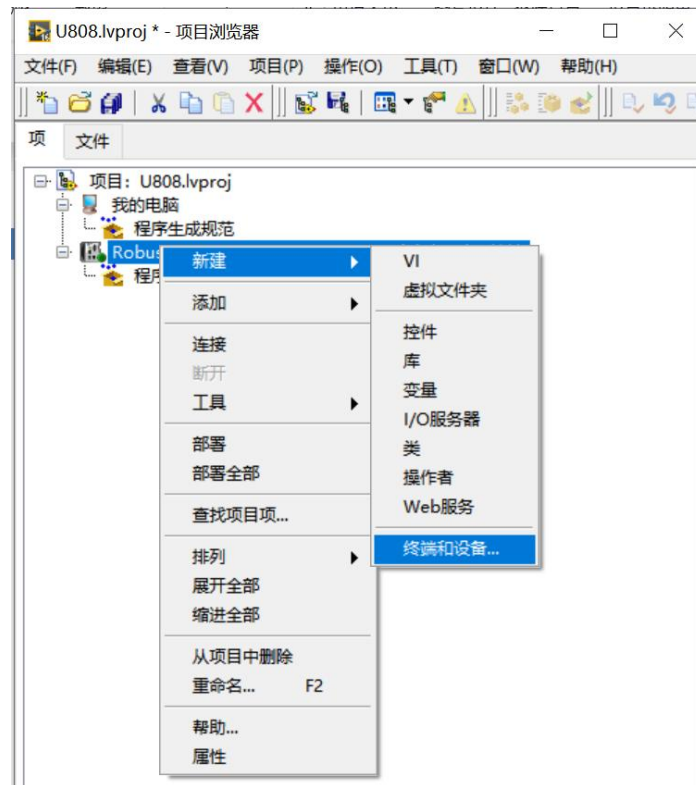 U808.lvproj * - 项目浏览器
文件(F) 编辑(E) 查看(V) 项目(P) 操作(O) 工具(T) 窗口(W) 帮助(H)
项 文件
项目: U808.lvproj
我的电脑
程序生成规范
Robus
程序
新建
添加
连接
断开
工具
部署
部署全部
查找项目项...
排列
展开全部
缩进全部
从项目中删除
重命名... F2
帮助...
属性
VI
虚拟文件夹
控件
库
变量
I/O服务器
类
操作者
Web服务
终端和设备...